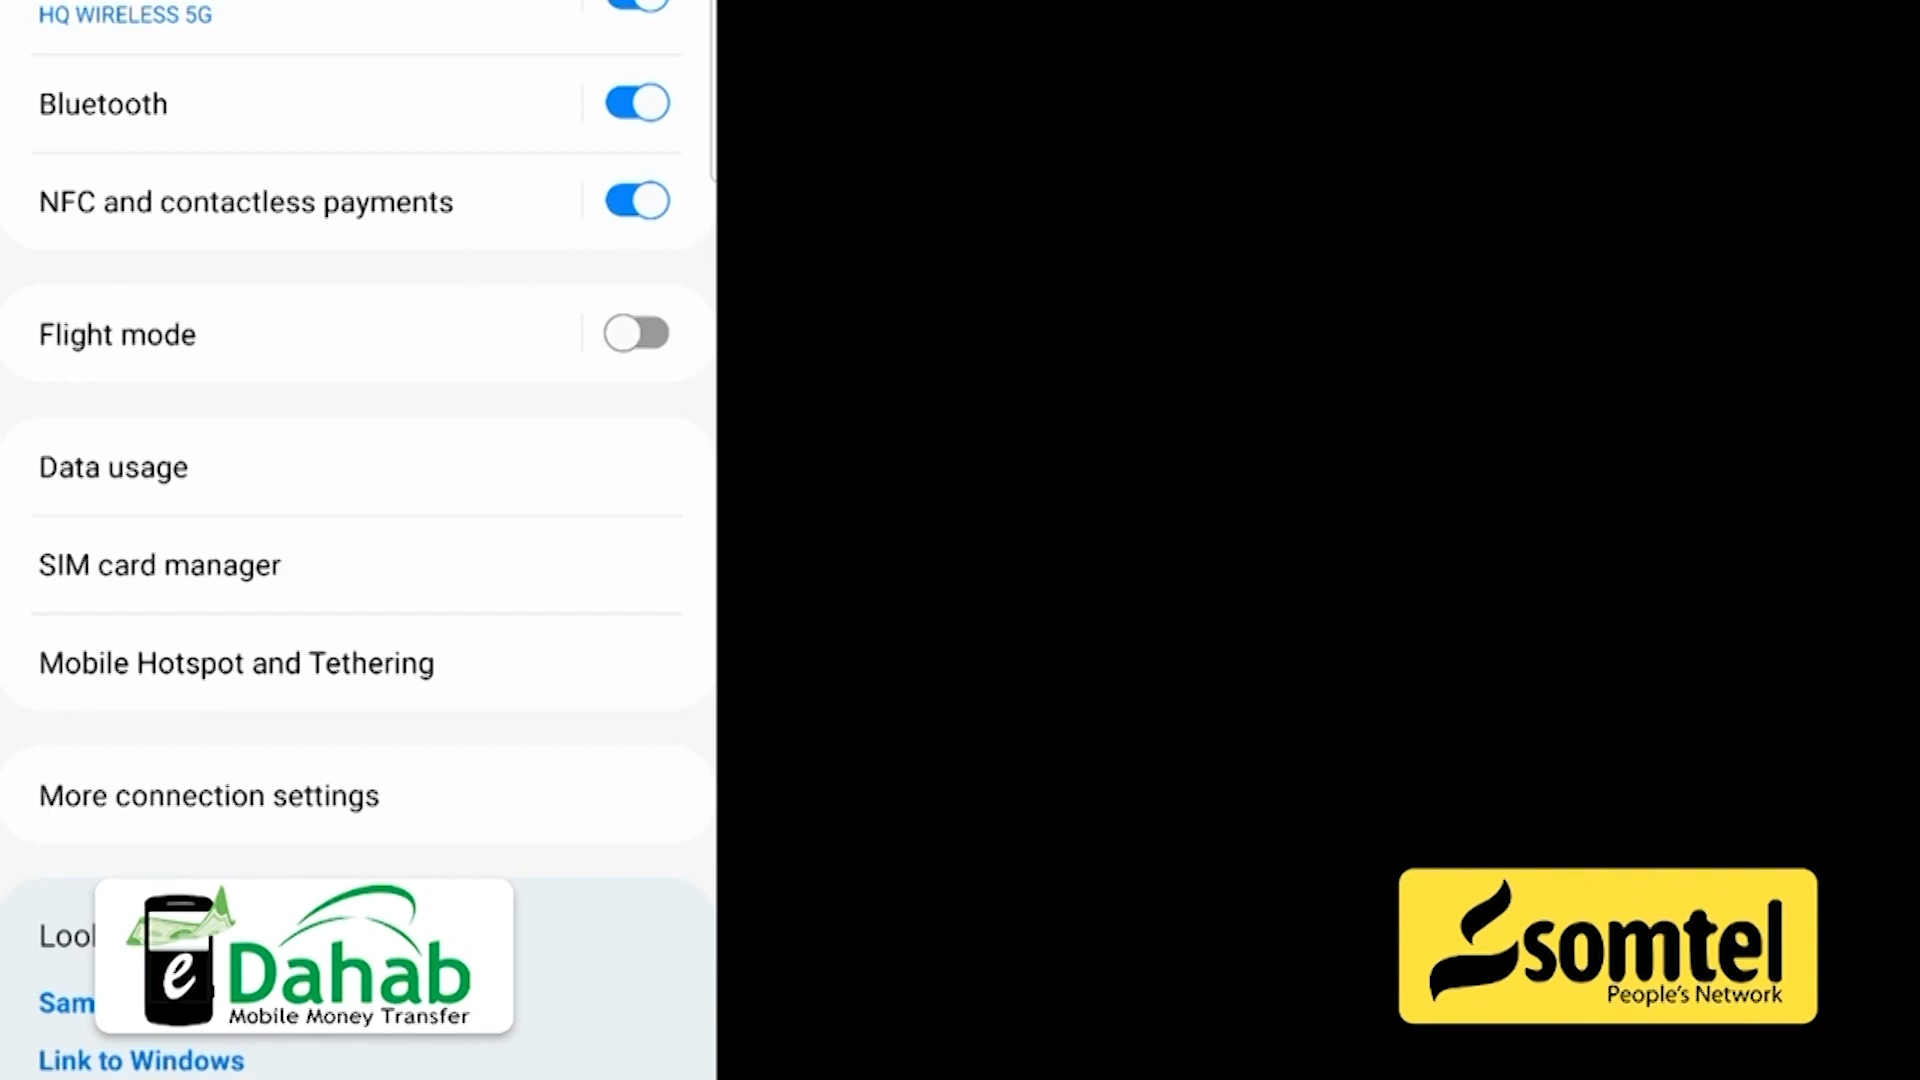 HQ WIRELESS 5G
Bluetooth
NFC and contactless payments
Flight mode
Data usage
SIM card manager
Mobile Hotspot and Tethering
More connection settings
Link to Windows
e Dahab
Mobile Money Transfer
somtel
People's Network